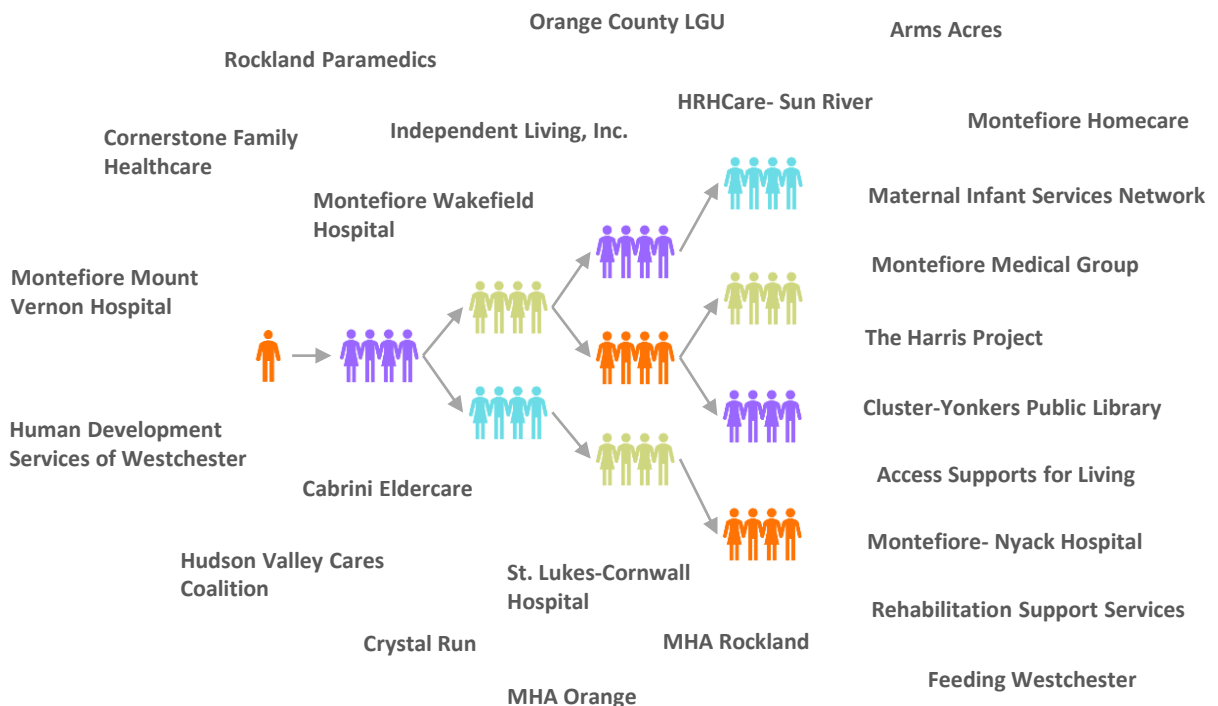 Orange County LGU
Arms Acres
Rockland Paramedics
HRHCare- Sun River
Montefiore Homecare
Cornerstone Family
Healthcare
Independent Living, Inc.
Montefiore Wakefield
Hospital
Maternal Infant Services Network
Montefiore Mount
Vernon Hospital
Montefiore Medical Group
The Harris Project
Cluster-Yonkers Public Library
Human Development
Services of Westchester
Access Supports for Living
Cabrini Eldercare
Montefiore- Nyack Hospital
Hudson Valley Cares
Coalition
St. Lukes-Cornwall
Hospital
Rehabilitation Support Services
Crystal Run
MHA Rockland
Feeding Westchester
MHA Orange